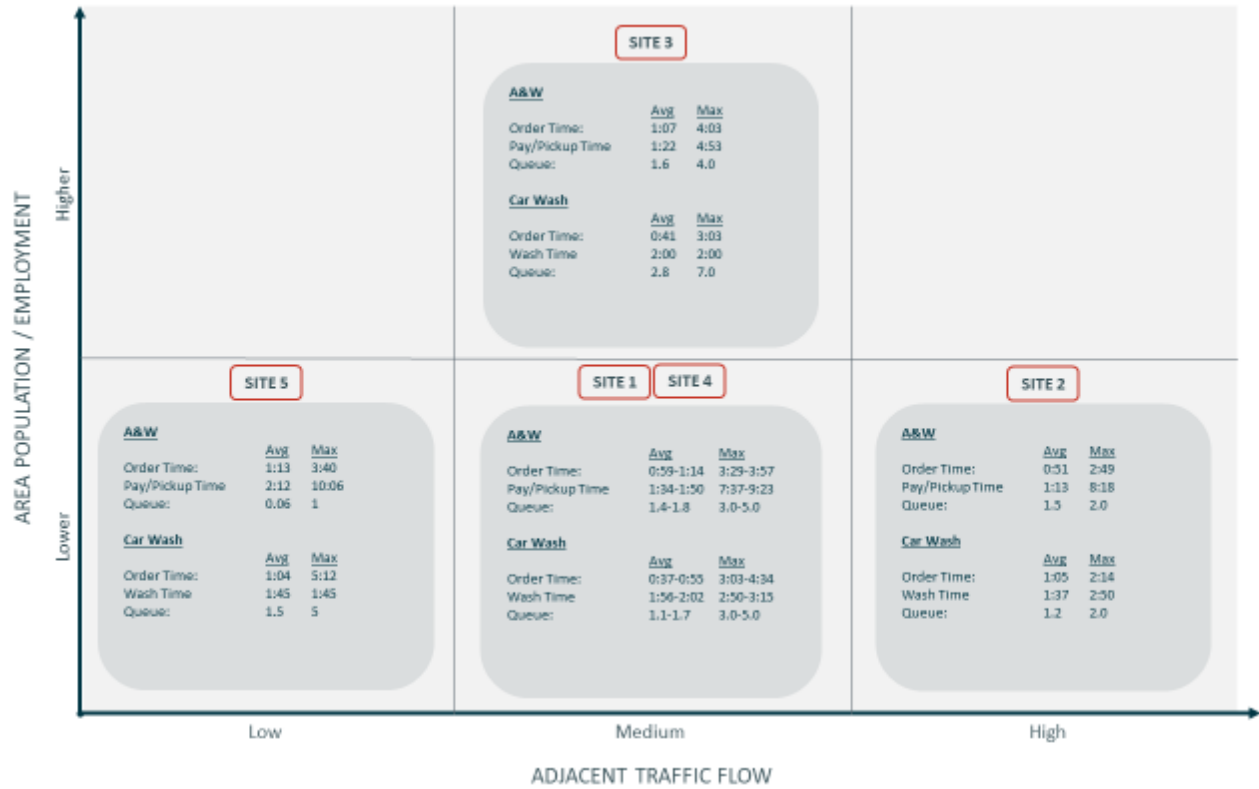 SITE 3
A&W
Avg Max
Order Time: 1:07 4:03
Pay/Pickup Time 1:22 4:53
Queue: 1.6 4.0
Car Wash
Avg Max
Order Time: 0:41 3:03
Wash Time 2:00 2:00
Queue: 2.8 7.0
SITE 5
A&W
Avg Max
Order Time: 1:13 3:40
Pay/Pickup Time 2:12 10:06
Queue: 0.06 1
Car Wash
Avg Max
Order Time: 1:04 5:12
Wash Time 1:45 1:45
Queue: 1.5 5
SITE 1 SITE 4
A&W
Avg Max
Order Time: 0:59-1:14 3:29-3:57
Pay/Pickup Time 1:34-1:50 7:37-9:23
Queue: 1.4-1.8 3.0-5.0
Car Wash
Avg Max
Order Time: 0:37-0:55 3:03-4:34
Wash Time 1:56-2:02 2:50-3:15
Queue: 1.1-1.7 3.0-5.0
SITE 2
A&W
Avg Max
Order Time: 0:51 2:49
Pay/Pickup Time 1:13 8:18
Queue: 1.5 2.0
Car Wash
Avg Max
Order Time: 1:05 2:14
Wash Time 1:37 2:50
Queue: 1.2 2.0
AREA POPULATION / EMPLOYMENT
Higher
Lower
Low Medium High
ADJACENT TRAFFIC FLOW